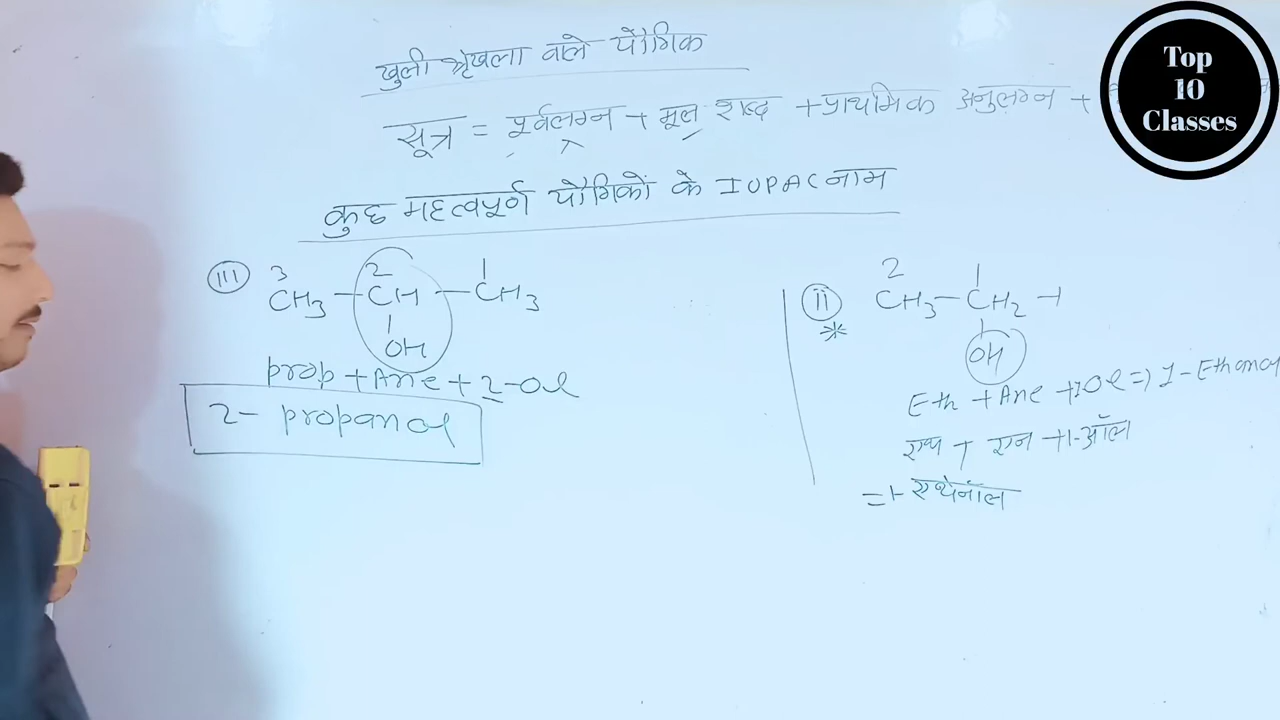 खुली श्रृंखला वाले यौगिक
सूत्र = पूर्वलग्न + मूल शब्द + प्राथमिक अनुलग्न +
Top
10
Classes
कुछ महत्वपूर्ण यौगिकों के IUPAC नाम
(iii) 3 2 1
CH3 — CH — CH3
OH
prop + Ane + 2-Ol
2- propanol
(ii) 2 1
* CH3 — CH2 –
OH
Eth + Ane + 1 Ol => 1 - Ethanol
एथ + एन + 1-ऑल
= 1- एथेनॉल